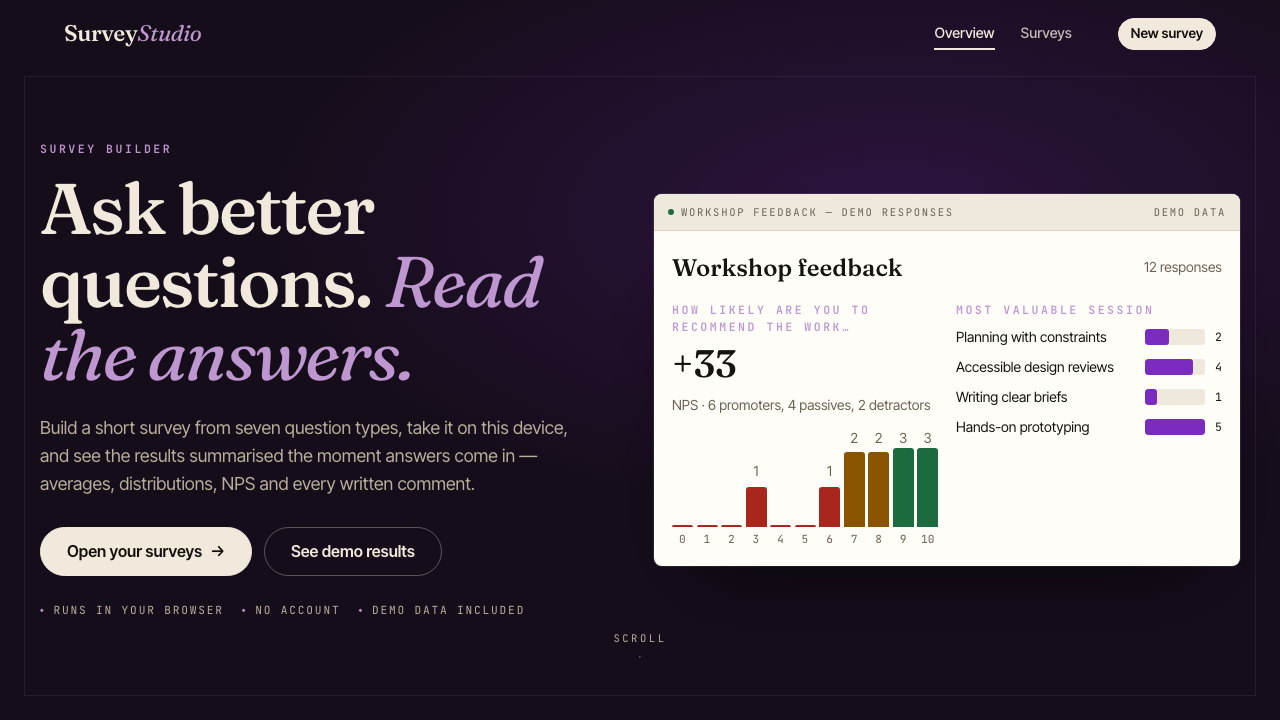 SurveyStudio
Overview
Surveys
New survey
SURVEY BUILDER
Ask better
questions. Read
the answers.
Build a short survey from seven question types, take it on this device,
and see the results summarised the moment answers come in —
averages, distributions, NPS and every written comment.
Open your surveys →
See demo results
RUNS IN YOUR BROWSER
NO ACCOUNT
DEMO DATA INCLUDED
SCROLL
WORKSHOP FEEDBACK — DEMO RESPONSES
DEMO DATA
Workshop feedback
12 responses
HOW LIKELY ARE YOU TO
RECOMMEND THE WORK…
+33
NPS · 6 promoters, 4 passives, 2 detractors
1 1 2 2 3 3
0 1 2 3 4 5 6 7 8 9 10
MOST VALUABLE SESSION
Planning with constraints 2
Accessible design reviews 4
Writing clear briefs 1
Hands-on prototyping 5